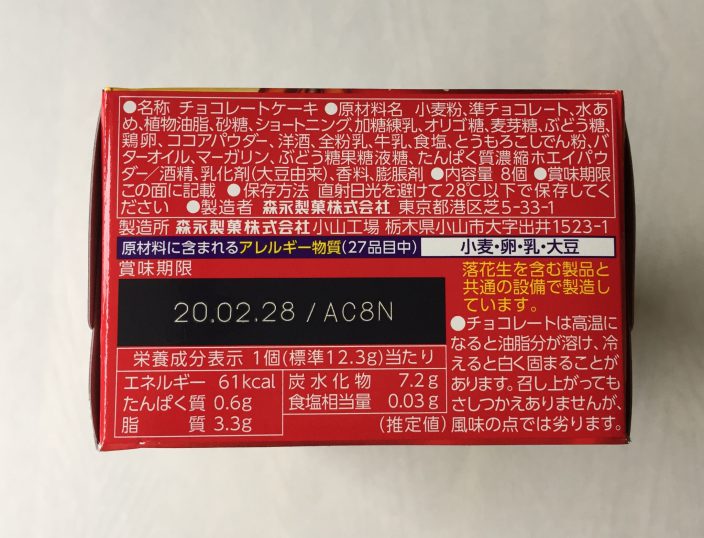 ●名称 チョコレートケーキ ●原材料名 小麦粉、準チョコレート、水あ
め、植物油脂、砂糖、ショートニング、加糖練乳、オリゴ糖、麦芽糖、ぶどう糖、
鶏卵、ココアパウダー、洋酒、全粉乳、牛乳、食塩、とうもろこしでん粉、バ
ターオイル、マーガリン、ぶどう糖果糖液糖、たんぱく質濃縮ホエイパウ
ダー／酒精、乳化剤(大豆由来)、香料、膨脹剤 ●内容量 8個 ●賞味期限
この面に記載 ●保存方法 直射日光を避けて28℃以下で保存してく
ださい ●製造者 森永製菓株式会社 東京都港区芝5-33-1
製造所 森永製菓株式会社小山工場 栃木県小山市大字出井1523-1
原材料に含まれるアレルギー物質(27品目中) 小麦・卵・乳・大豆
賞味期限
20.02.28 / AC8N
栄養成分表示 1個(標準12.3g)当たり
エネルギー 61kcal
たんぱく質 0.6g
脂質 3.3g
炭水化物 7.2g
食塩相当量 0.03g
(推定値)
落花生を含む製品と
共通の設備で製造し
ています。
●チョコレートは高温に
なると油脂分が溶け、冷
えると白く固まることが
あります。召し上がっても
さしつかえありませんが、
風味の点では劣ります。